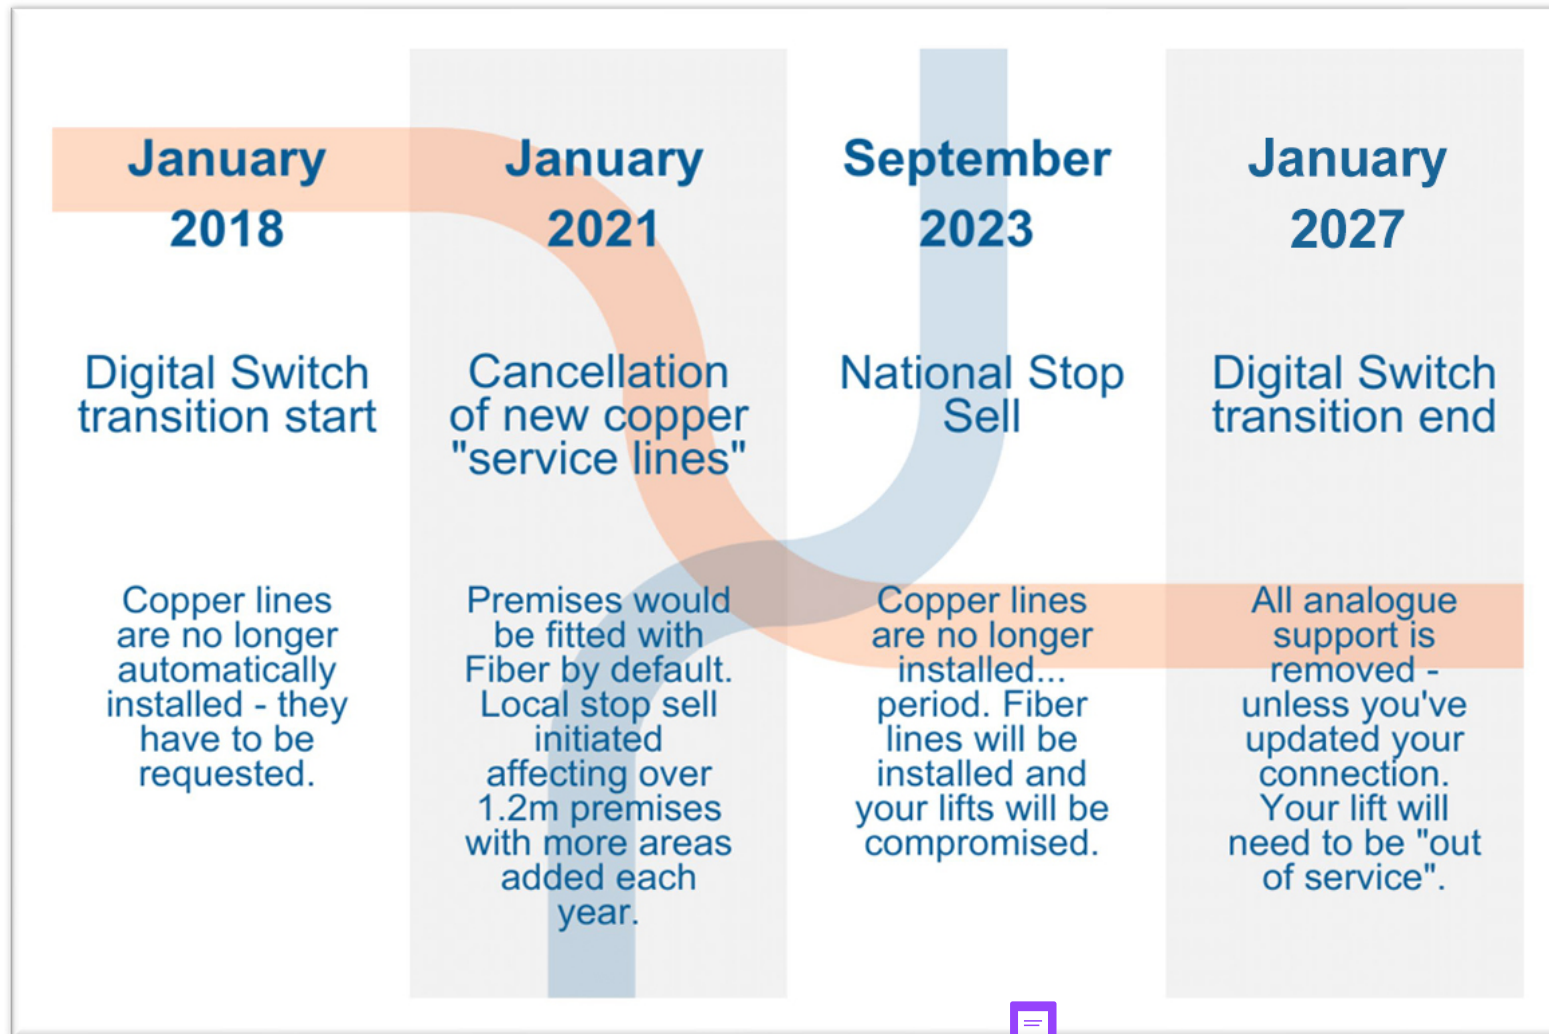 January
2018
Digital Switch
transition start
Copper lines
are no longer
automatically
installed - they
have to be
requested.
January
2021
Cancellation
of new copper
"service lines"
Premises would
be fitted with
Fiber by default.
Local stop sell
initiated
affecting over
1.2m premises
with more areas
added each
year.
September
2023
National Stop
Sell
Copper lines
are no longer
installed...
period. Fiber
lines will be
installed and
your lifts will be
compromised.
January
2027
Digital Switch
transition end
All analogue
support is
removed -
unless you've
updated your
connection.
Your lift will
need to be "out
of service".